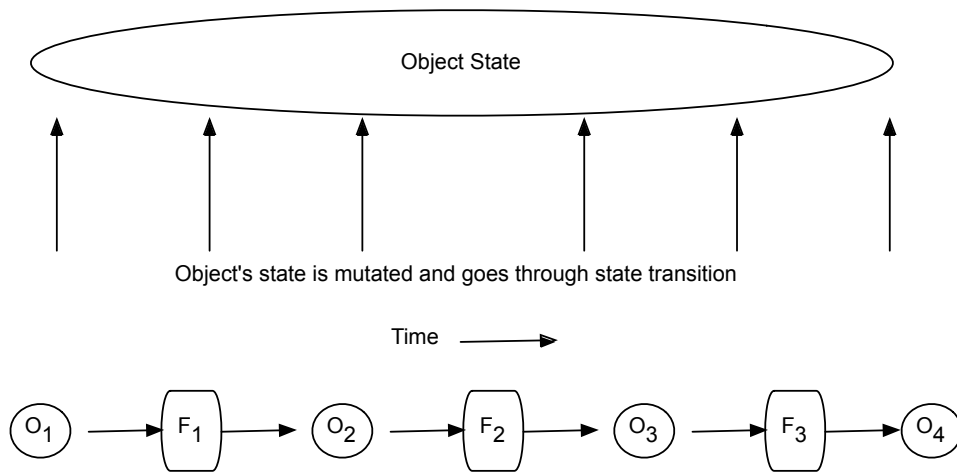 Object State
Object's state is mutated and goes through state transition
Time
O1 F1 O2 F2 O3 F3 O4